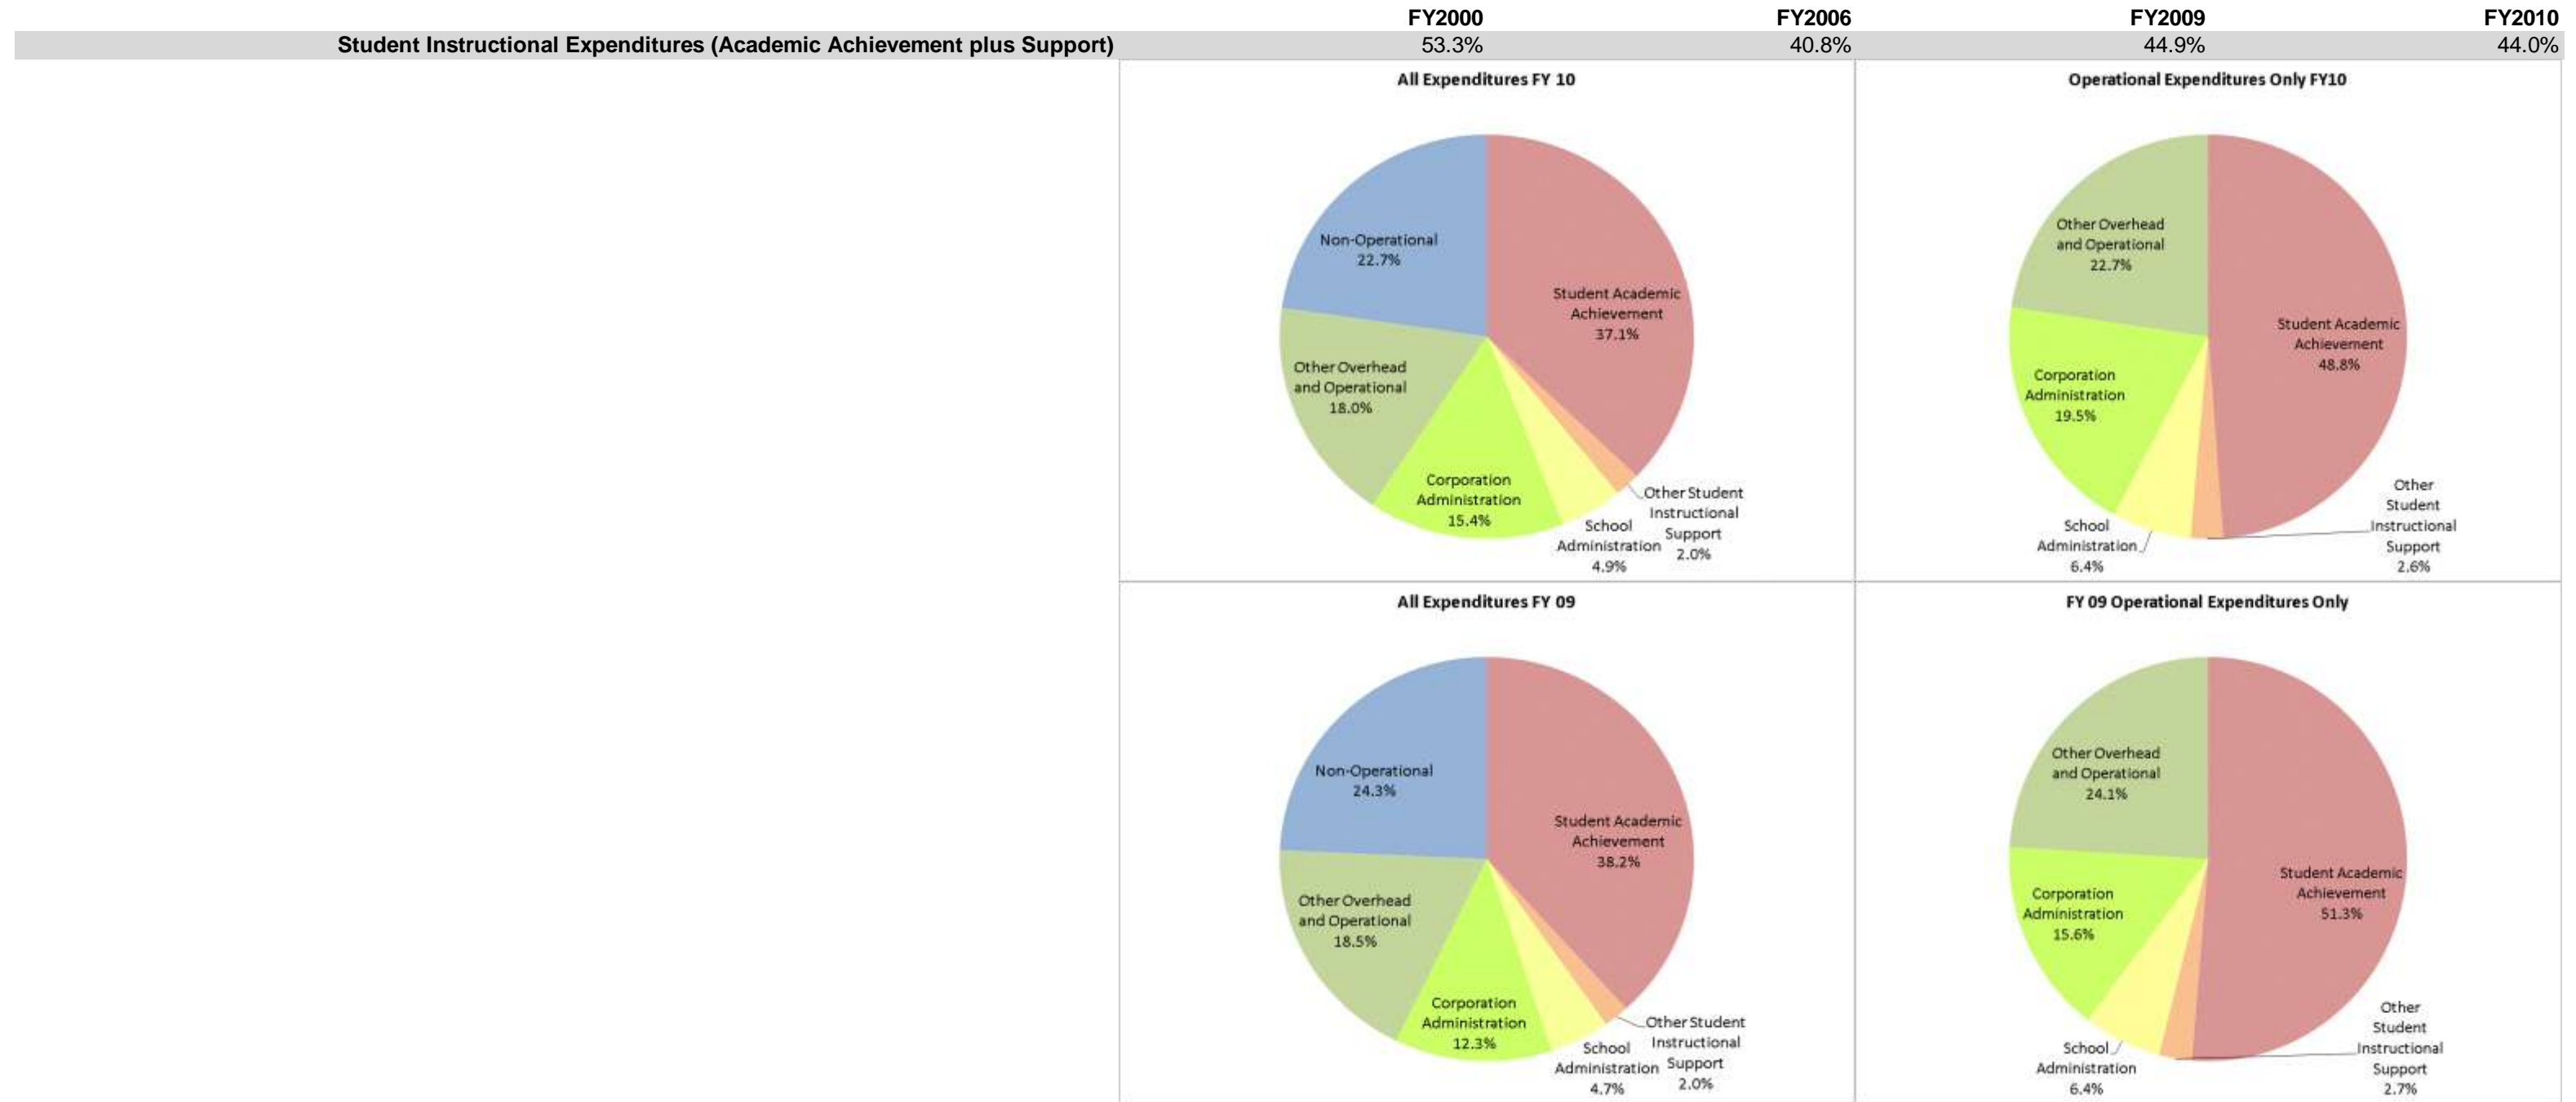 FY2000 FY2006 FY2009 FY2010
Student Instructional Expenditures (Academic Achievement plus Support) 53.3% 40.8% 44.9% 44.0%
All Expenditures FY 10
Non-Operational
22.7%
Student Academic
Achievement
37.1%
Other Overhead
and Operational
18.0%
Corporation
Administration
15.4%
School
Administration
4.9%
Other Student
Instructional
Support
2.0%
Operational Expenditures Only FY10
Other Overhead
and Operational
22.7%
Student Academic
Achievement
48.8%
Corporation
Administration
19.5%
School
Administration
6.4%
Other
Student
Instructional
Support
2.6%
All Expenditures FY 09
Non-Operational
24.3%
Student Academic
Achievement
38.2%
Other Overhead
and Operational
18.5%
Corporation
Administration
12.3%
School
Administration
4.7%
Other Student
Instructional
Support
2.0%
FY 09 Operational Expenditures Only
Other Overhead
and Operational
24.1%
Student Academic
Achievement
51.3%
Corporation
Administration
15.6%
School
Administration
6.4%
Other
Student
Instructional
Support
2.7%